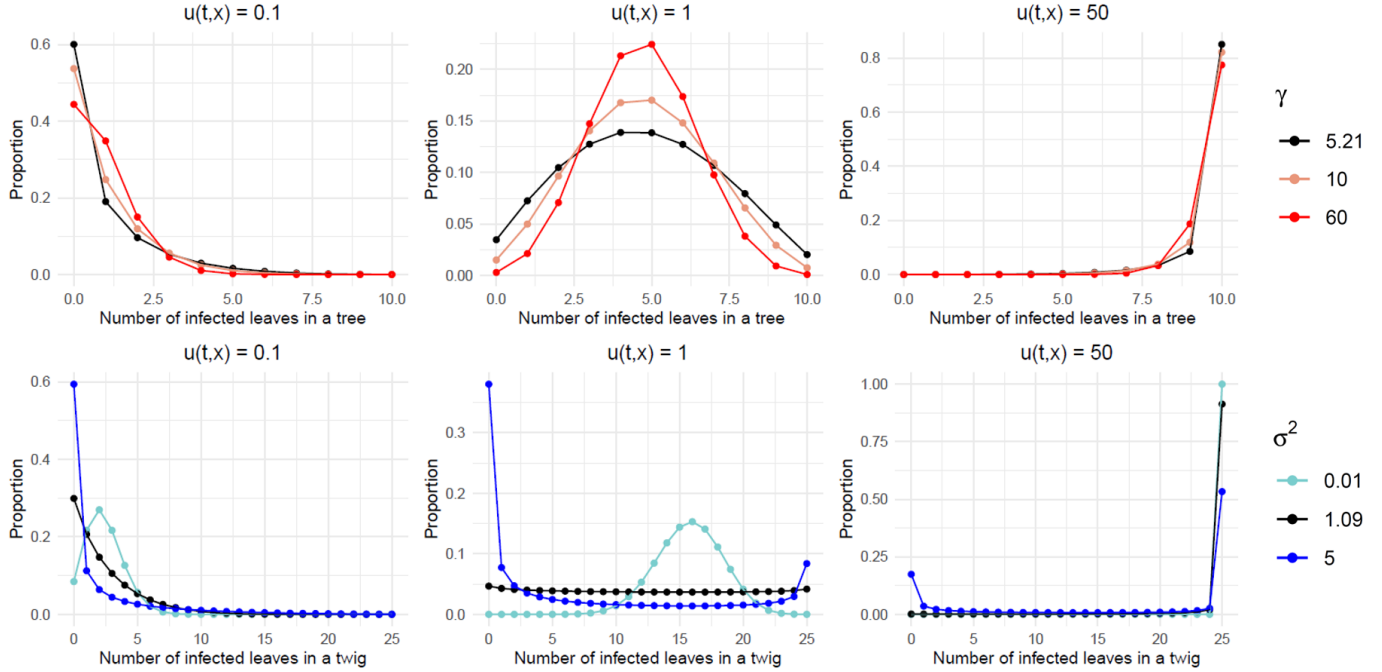 u(t,x) = 0.1
u(t,x) = 1
u(t,x) = 50
Proportion
0.6
0.4
0.2
0.0
0.0 2.5 5.0 7.5 10.0
Number of infected leaves in a tree
Proportion
0.20
0.15
0.10
0.05
0.00
0.0 2.5 5.0 7.5 10.0
Number of infected leaves in a tree
Proportion
0.8
0.6
0.4
0.2
0.0
0.0 2.5 5.0 7.5 10.0
Number of infected leaves in a tree
γ
5.21
10
60
u(t,x) = 0.1
u(t,x) = 1
u(t,x) = 50
Proportion
0.6
0.4
0.2
0.0
0 5 10 15 20 25
Number of infected leaves in a twig
Proportion
0.3
0.2
0.1
0.0
0 5 10 15 20 25
Number of infected leaves in a twig
Proportion
1.00
0.75
0.50
0.25
0.00
0 5 10 15 20 25
Number of infected leaves in a twig
σ²
0.01
1.09
5